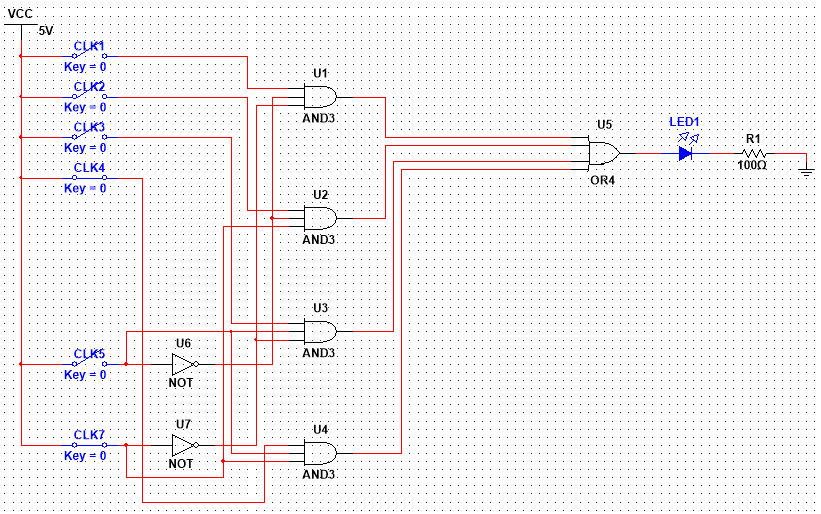 VCC
5V
CLK1
Key = 0
CLK2
Key = 0
CLK3
Key = 0
CLK4
Key = 0
U1
AND3
U5
OR4
LED1
R1
100Ω
U2
AND3
U3
AND3
CLK5
Key = 0
U6
NOT
CLK7
Key = 0
U7
NOT
U4
AND3